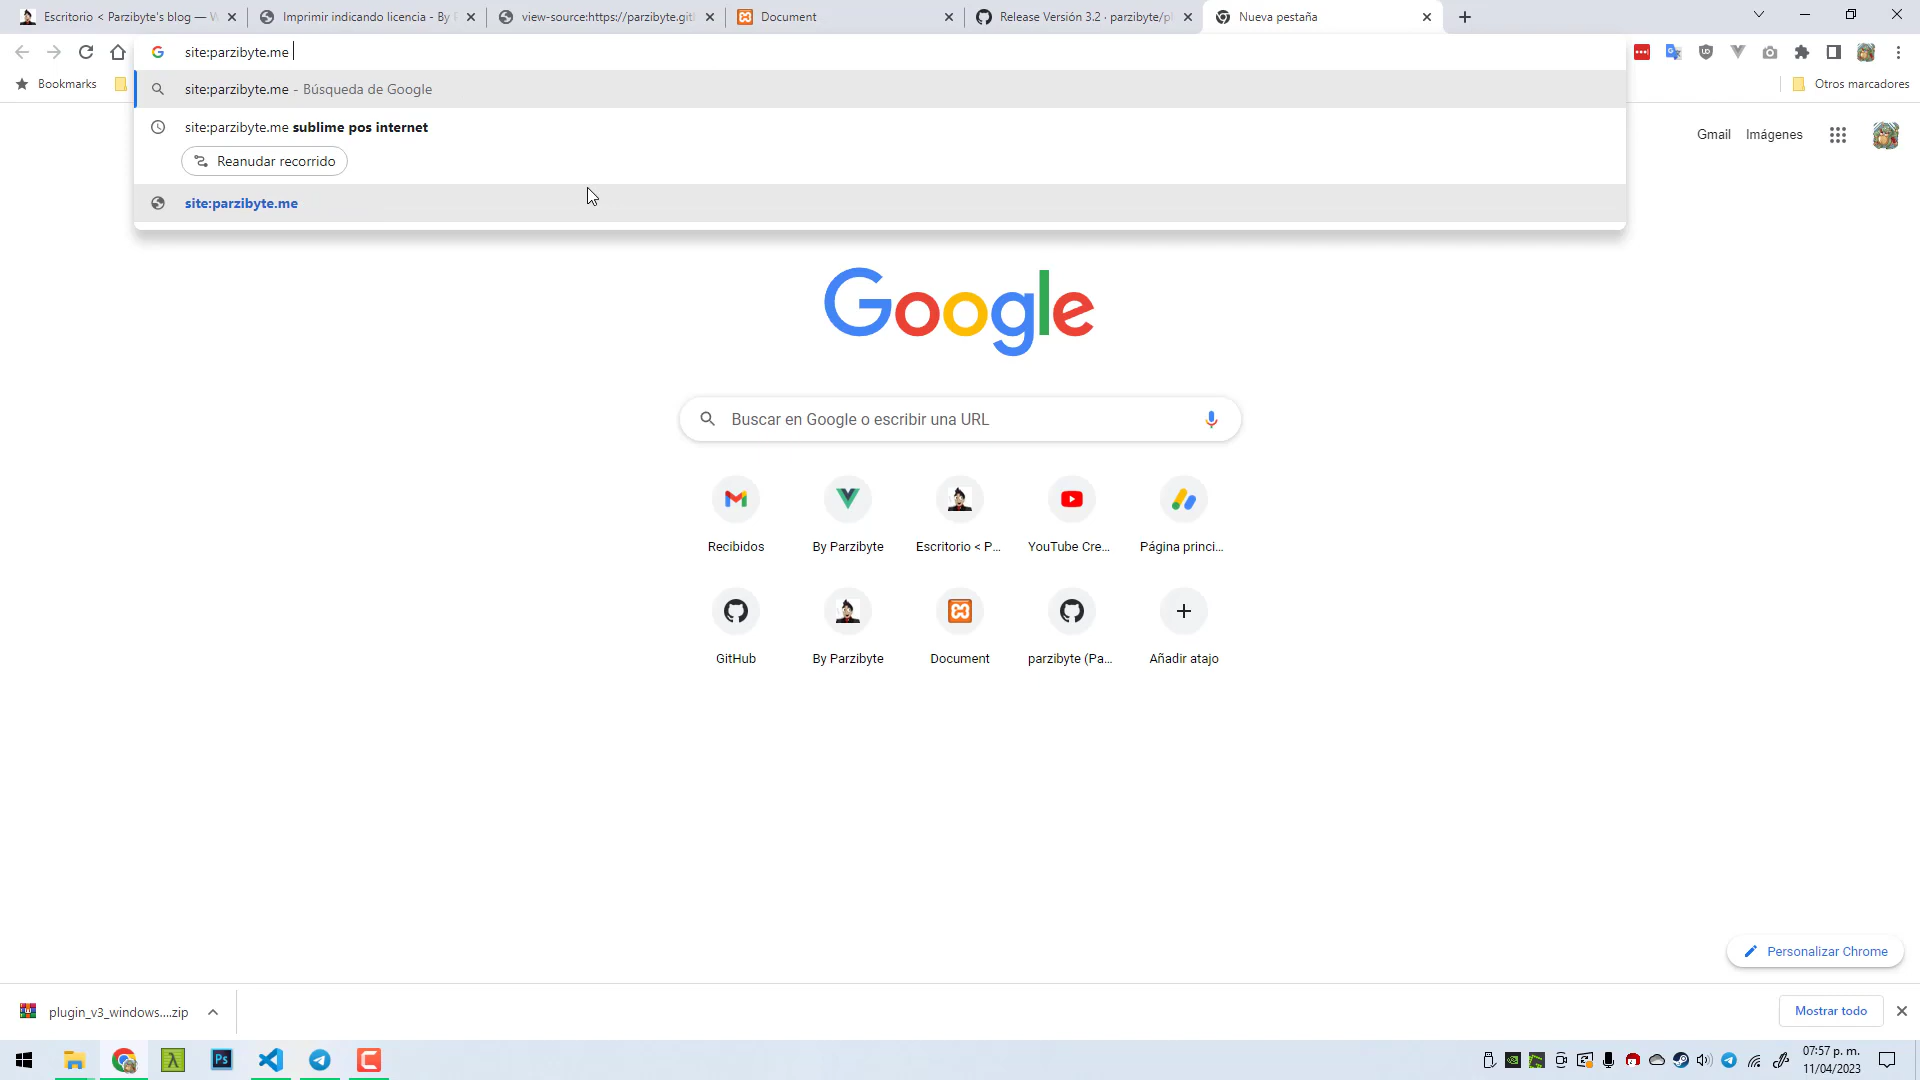 Escritorio < Parzibyte's blog — W
Imprimir indicando licencia - By P
view-source:https://parzibyte.git
Document
Release Versión 3.2 · parzibyte/pl
Nueva pestaña
site:parzibyte.me
Bookmarks
Otros marcadores
site:parzibyte.me - Búsqueda de Google
site:parzibyte.me sublime pos internet
Reanudar recorrido
site:parzibyte.me
Gmail
Imágenes
Google
Buscar en Google o escribir una URL
Recibidos
By Parzibyte
Escritorio < P...
YouTube Cre...
Página princi...
GitHub
By Parzibyte
Document
parzibyte (Pa...
Añadir atajo
Personalizar Chrome
plugin_v3_windows....zip
Mostrar todo
Ps
07:57 p. m.
11/04/2023